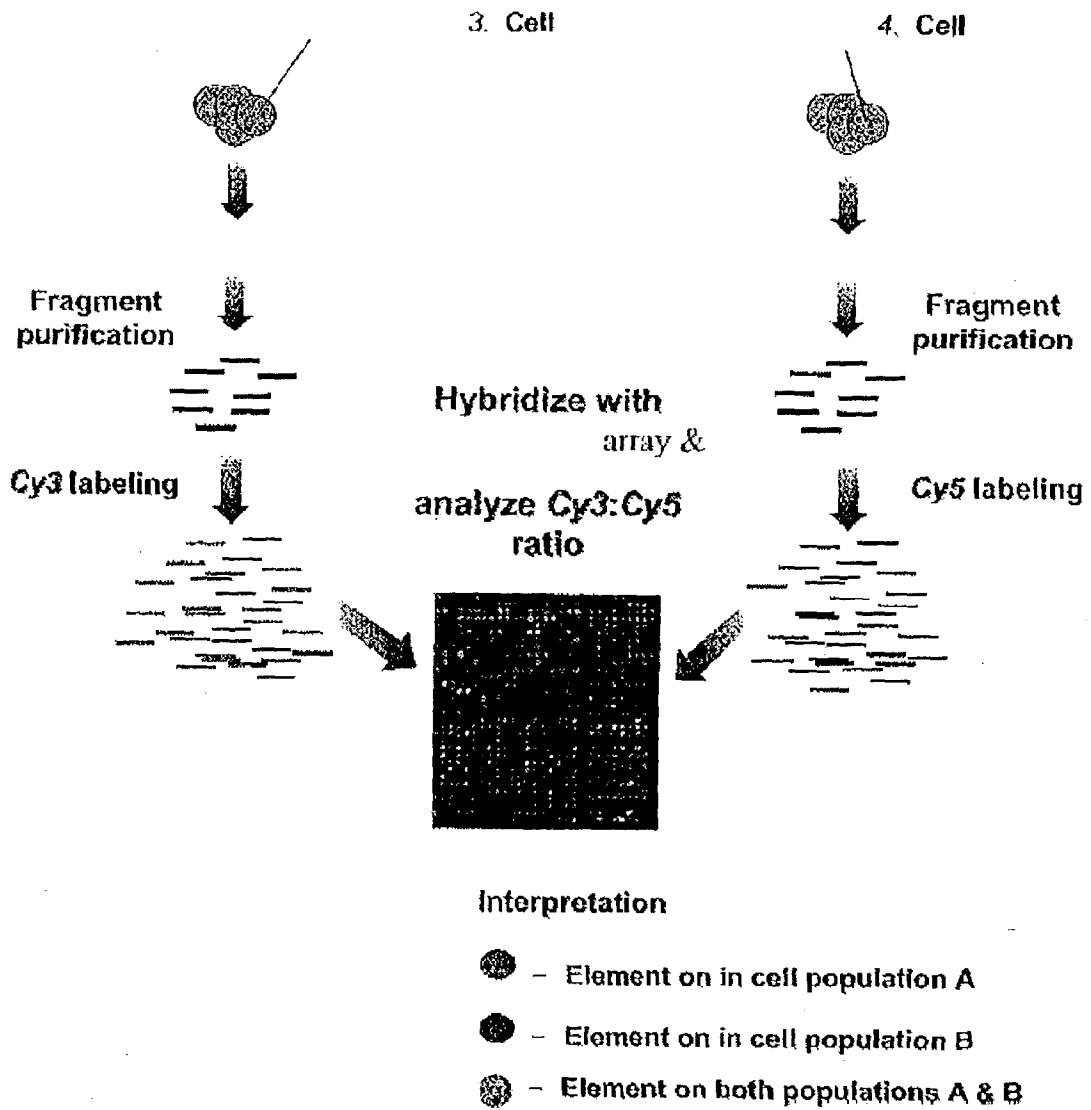 3. Cell
4. Cell
Fragment
purification
Fragment
purification
Hybridize with
array &
Cy3 labeling
Cy5 labeling
analyze Cy3:Cy5
ratio
Interpretation
– Element on in cell population A
– Element on in cell population B
– Element on both populations A & B